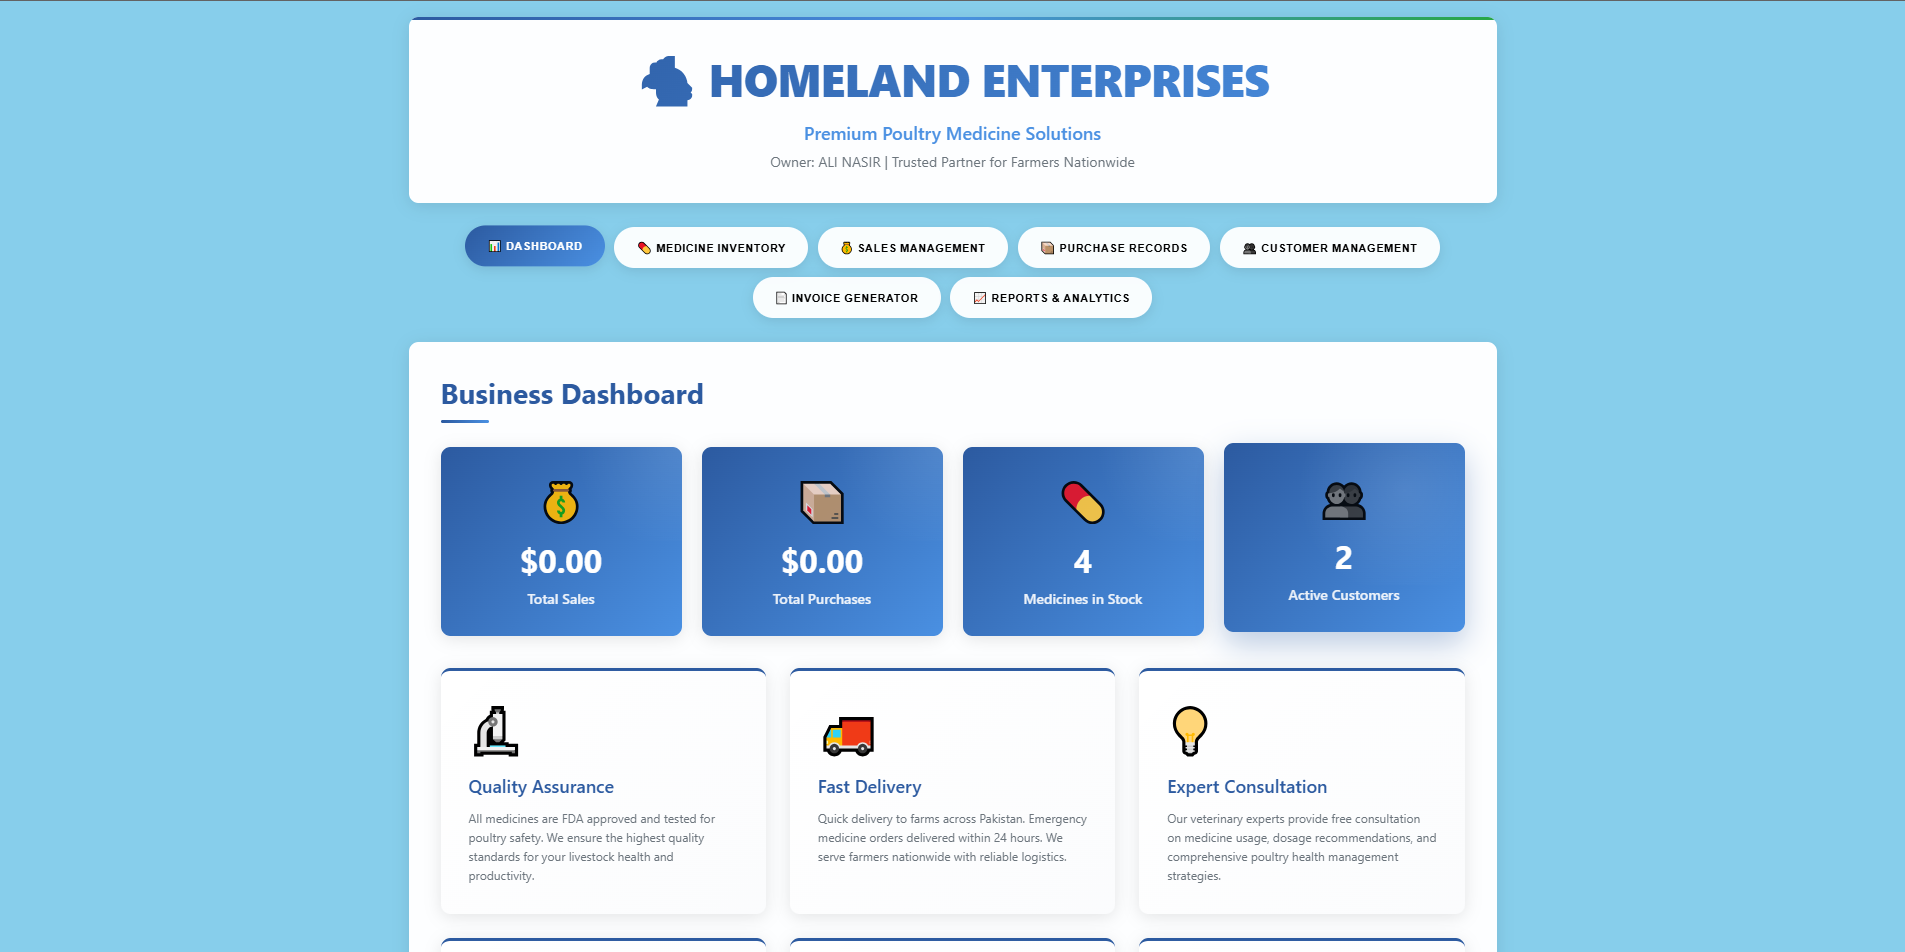 HOMELAND ENTERPRISES
Premium Poultry Medicine Solutions
Owner: ALI NASIR | Trusted Partner for Farmers Nationwide
DASHBOARD
MEDICINE INVENTORY
SALES MANAGEMENT
PURCHASE RECORDS
CUSTOMER MANAGEMENT
INVOICE GENERATOR
REPORTS & ANALYTICS
Business Dashboard
$0.00
Total Sales
$0.00
Total Purchases
4
Medicines in Stock
2
Active Customers
Quality Assurance
All medicines are FDA approved and tested for
poultry safety. We ensure the highest quality
standards for your livestock health and
productivity.
Fast Delivery
Quick delivery to farms across Pakistan. Emergency
medicine orders delivered within 24 hours. We
serve farmers nationwide with reliable logistics.
Expert Consultation
Our veterinary experts provide free consultation
on medicine usage, dosage recommendations, and
comprehensive poultry health management
strategies.